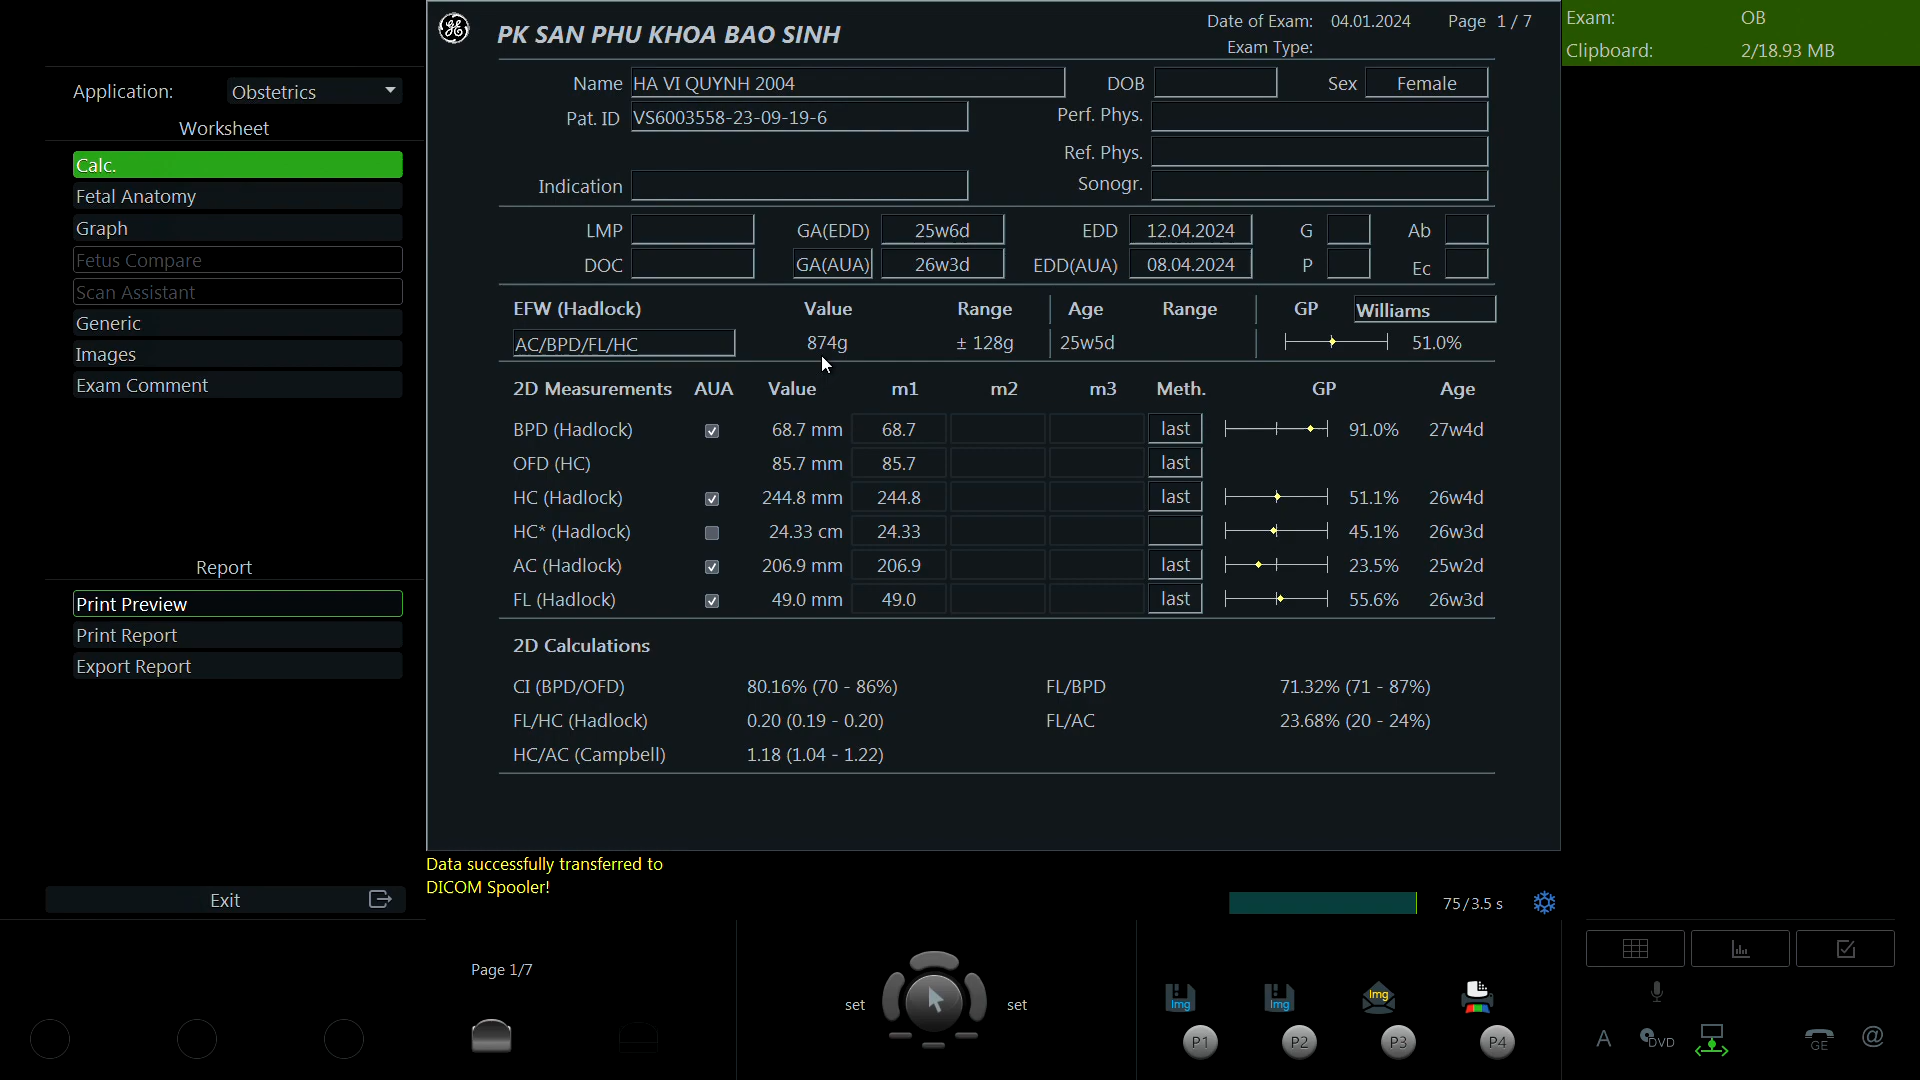 PK SAN PHU KHOA BAO SINH
Date of Exam: 04.01.2024 Page 1 / 7
Exam Type:
Exam: OB
Clipboard: 2/18.93 MB
Application: Obstetrics
Worksheet
Calc.
Fetal Anatomy
Graph
Fetus Compare
Scan Assistant
Generic
Images
Exam Comment
Report
Print Preview
Print Report
Export Report
Exit
Name HA VI QUYNH 2004 DOB Sex Female
Pat. ID VS6003558-23-09-19-6 Perf. Phys.
Ref. Phys.
Indication Sonogr.
LMP GA(EDD) 25w6d EDD 12.04.2024 G Ab
DOC GA(AUA) 26w3d EDD(AUA) 08.04.2024 P Ec
EFW (Hadlock) Value Range Age Range GP Williams
AC/BPD/FL/HC 874g ± 128g 25w5d 51.0%
2D Measurements AUA Value m1 m2 m3 Meth. GP Age
BPD (Hadlock) 68.7 mm 68.7 last 91.0% 27w4d
OFD (HC) 85.7 mm 85.7 last
HC (Hadlock) 244.8 mm 244.8 last 51.1% 26w4d
HC* (Hadlock) 24.33 cm 24.33 45.1% 26w3d
AC (Hadlock) 206.9 mm 206.9 last 23.5% 25w2d
FL (Hadlock) 49.0 mm 49.0 last 55.6% 26w3d
2D Calculations
CI (BPD/OFD) 80.16% (70 - 86%) FL/BPD 71.32% (71 - 87%)
FL/HC (Hadlock) 0.20 (0.19 - 0.20) FL/AC 23.68% (20 - 24%)
HC/AC (Campbell) 1.18 (1.04 - 1.22)
Data successfully transferred to
DICOM Spooler!
75/3.5 s
Page 1/7
set set
Img Img Img
P1 P2 P3 P4
A DVD GE @